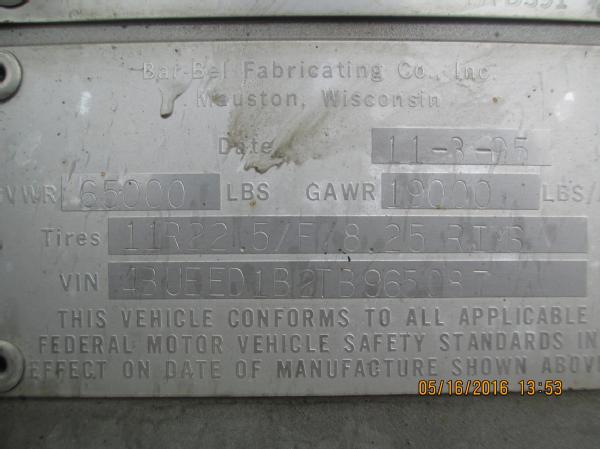 Bar-Bel Fabricating Co., Inc.
Mauston, Wisconsin
Date 11-8-95
GVWR 65000 LBS GAWR 19000 LBS/
Tires 11R22.5/F/8.25 RIMS
VIN
THIS VEHICLE CONFORMS TO ALL APPLICABLE
FEDERAL MOTOR VEHICLE SAFETY STANDARDS IN
EFFECT ON DATE OF MANUFACTURE SHOWN ABOVE
05/16/2016 13:53